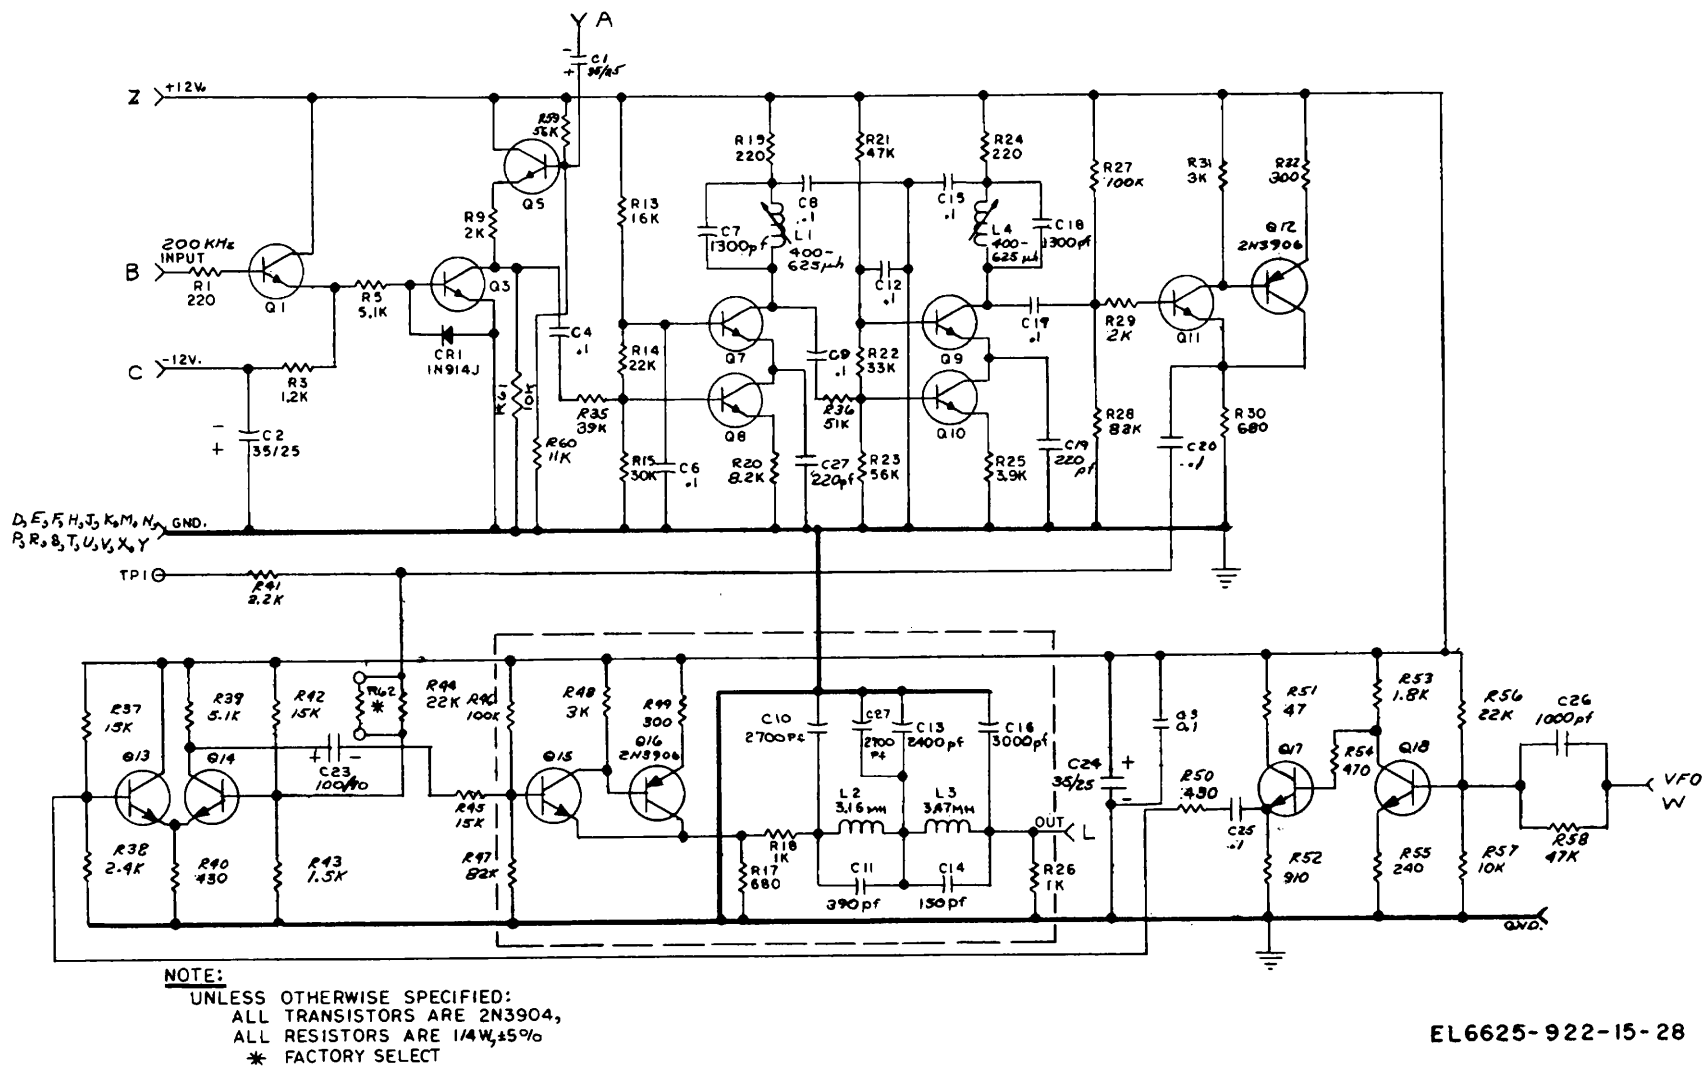 Y A
C1
35/25
Z +12V.
R59
56K
Q5
R9
2K
200 KHz
INPUT
B
R1
220
Q1
R5
5.1K
Q3
CR1
1N914J
C -12V.
R3
1.2K
- C2
+ 35/25
R61
10K
R60
11K
C4
.1
R35
39K
R13
16K
R14
22K
R15
30K
C6
.1
R19
220
C7
1300pf
C8
.1
L1
400-
625µh
Q7
Q8
R20
8.2K
C27
220pf
C9
.1
R36
51K
R21
47K
C12
.1
R22
33K
R23
56K
C15
.1
R24
220
L4
400-
625µh
C18
1300pf
Q9
Q10
R25
3.9K
C19
.1
C19
220
pf
R27
100K
R28
82K
R29
2K
R31
3K
Q11
Q12
2N3906
300
R30
680
C20
.1
D, E, F, H, J, K, M, N, GND.
P, R, S, T, U, V, X, Y
TP1
R41
2.2K
R37
15K
Q13
R38
2.4K
R39
5.1K
Q14
R40
430
R42
15K
R43
1.5K
R62
*
R44
22K
+ -
C23
100/10
R45
15K
R46
100K
R47
82K
Q15
R48
3K
R49
300
Q16
2N3906
R17
680
R18
1K
C10
2700 Pf
C27
2700
Pf
C13
2400pf
C16
3000pf
L2
3.16 MH
L3
3.47MH
C11
390pf
C14
150pf
OUT L
R26
1K
C24 +
35/25 -
0.1
R50
430
C25
.1
R51
47
Q17
R52
910
R54
470
R53
1.8K
Q18
R55
240
R56
22K
R57
10K
C26
1000pf
R58
47K
VFO
W
GND.
NOTE:
UNLESS OTHERWISE SPECIFIED:
ALL TRANSISTORS ARE 2N3904,
ALL RESISTORS ARE 1/4W,±5%
* FACTORY SELECT
EL6625-922-15-28